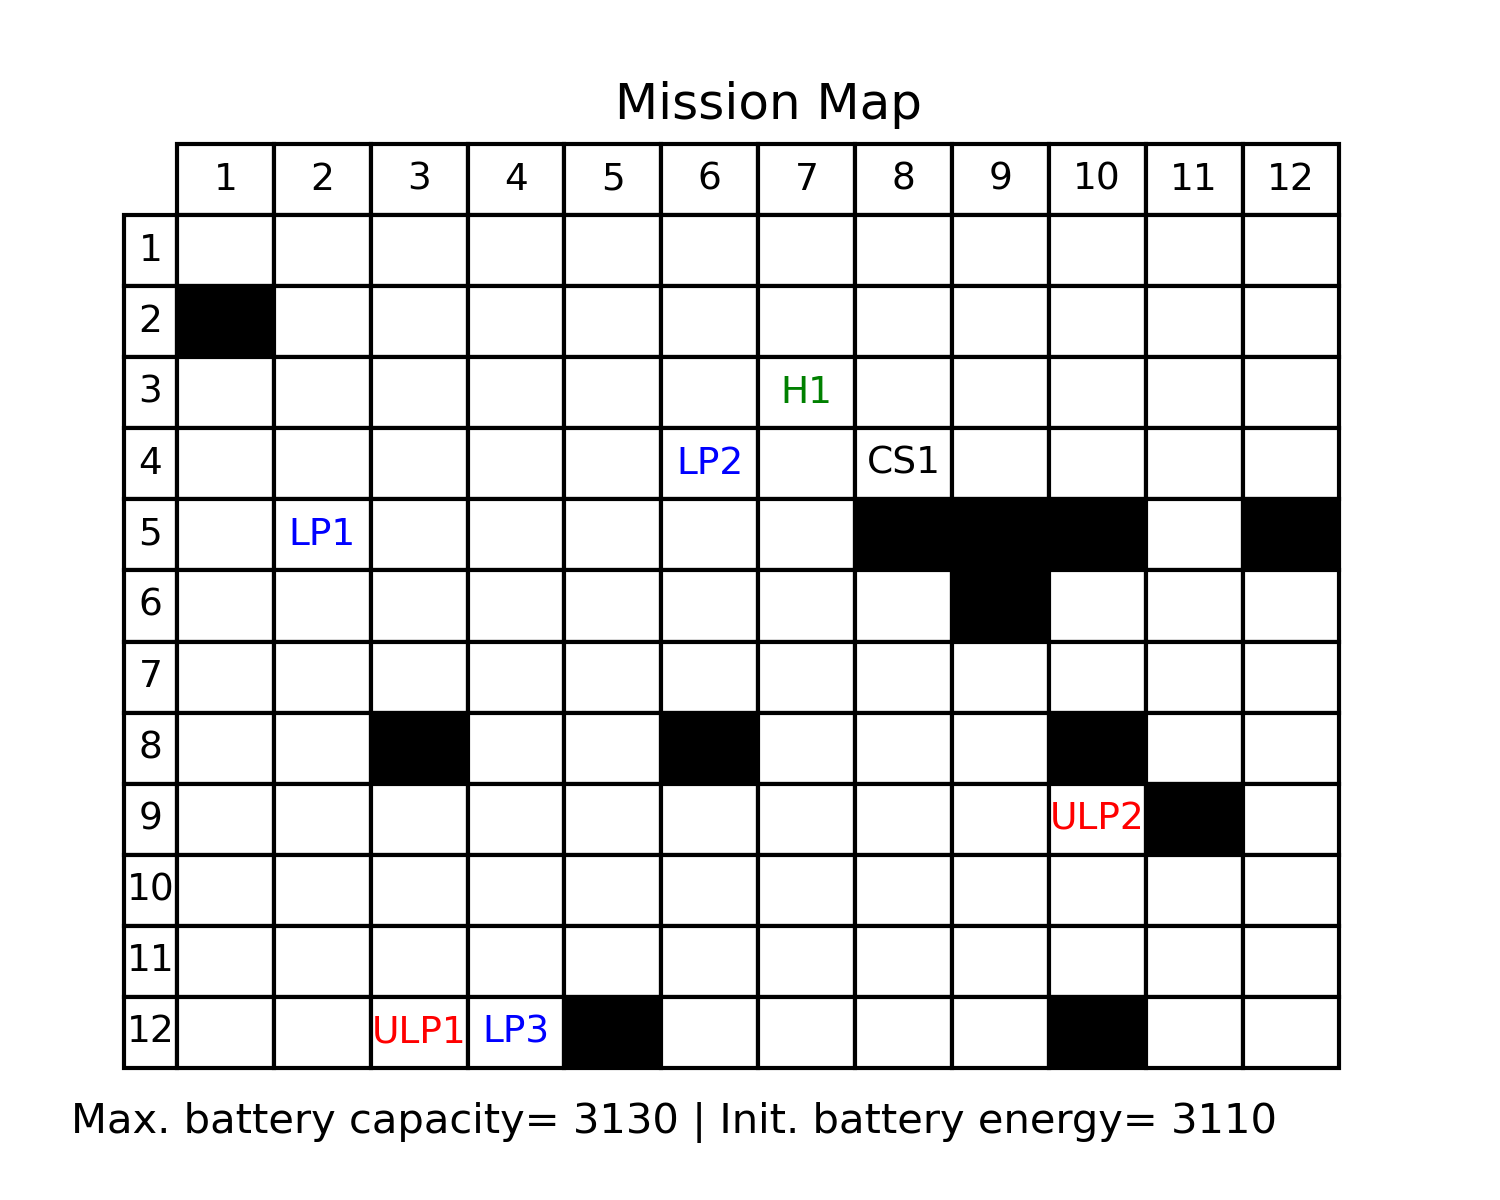 Mission Map
1 2 3 4 5 6 7 8 9 10 11 12
1
2
3 H1
4 LP2 CS1
5 LP1
6
7
8
9 ULP2
10
11
12 ULP1 LP3
Max. battery capacity= 3130 | Init. battery energy= 3110